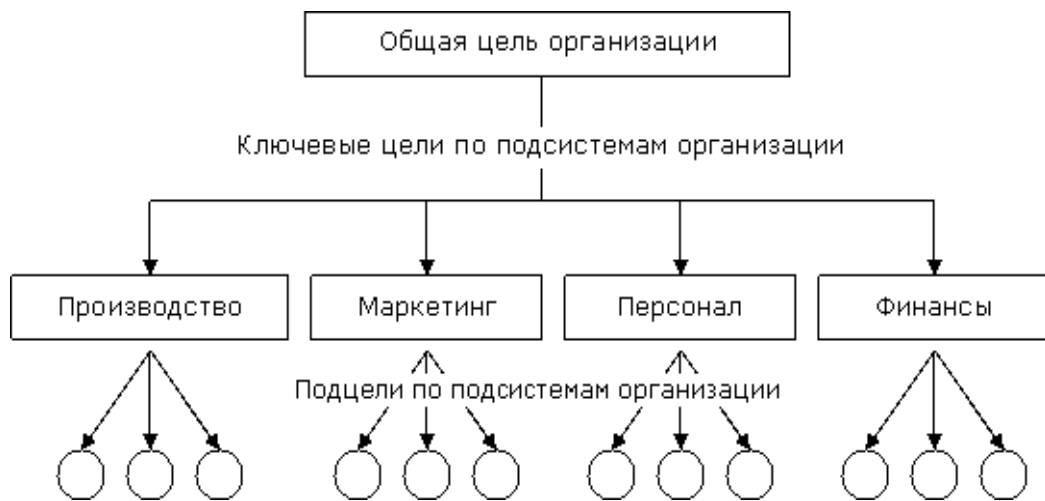 Общая цель организации
Ключевые цели по подсистемам организации
Производство
Маркетинг
Персонал
Финансы
Подцели по подсистемам организации